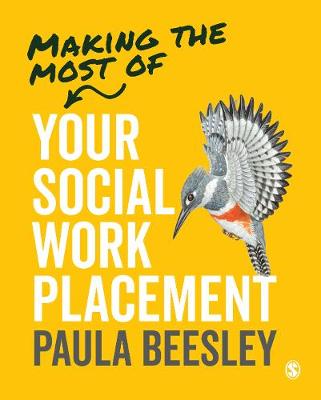 MAKING THE
MOST OF
YOUR
SOCIAL
WORK
PLACEMENT
PAULA BEESLEY
S